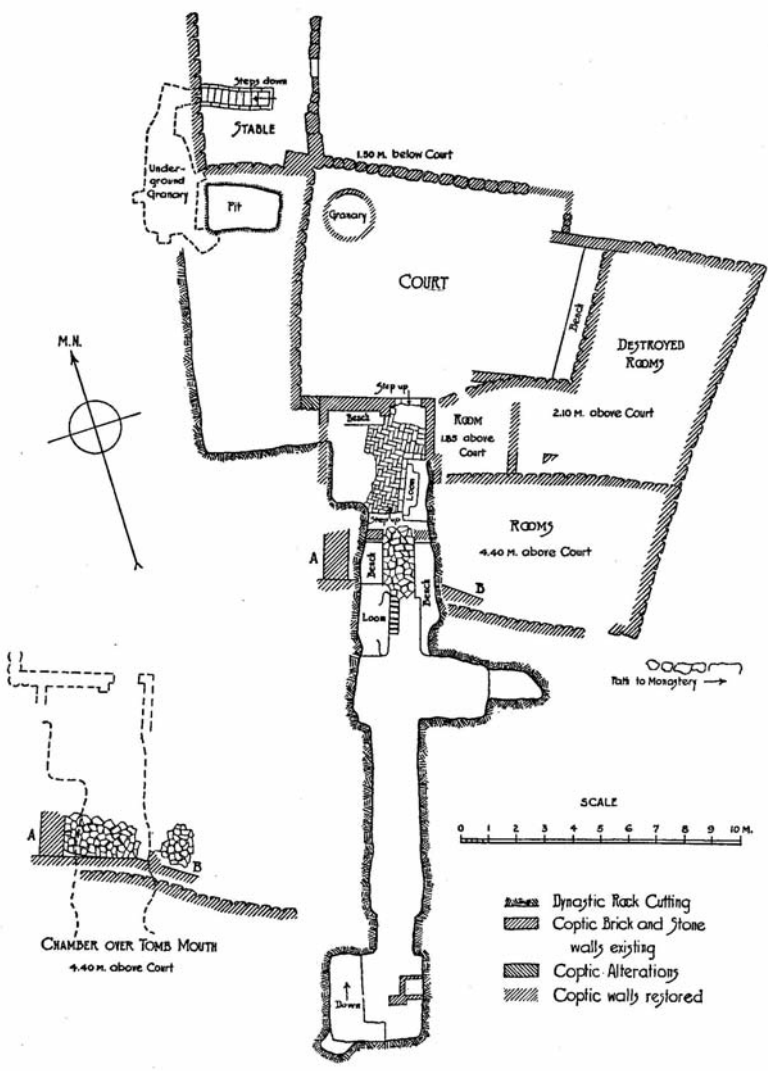 Steps down
STABLE
1.50 M. below Court
Under-
ground
Granary
Pit
Granary
COURT
Bench
DESTROYED
ROOMS
M.N.
Step up
Bench
ROOM
1.85 above
Court
2.10 M. above Court
Loom
Step up
ROOMS
4.40 M. above Court
A
Bench
Bench
B
Loom
Path to Monastery
A
B
CHAMBER OVER TOMB MOUTH
4.40 M. above Court
SCALE
0 1 2 3 4 5 6 7 8 9 10 M.
Dynastic Rock Cutting
Coptic Brick and Stone
walls existing
Coptic Alterations
Coptic walls restored
Down